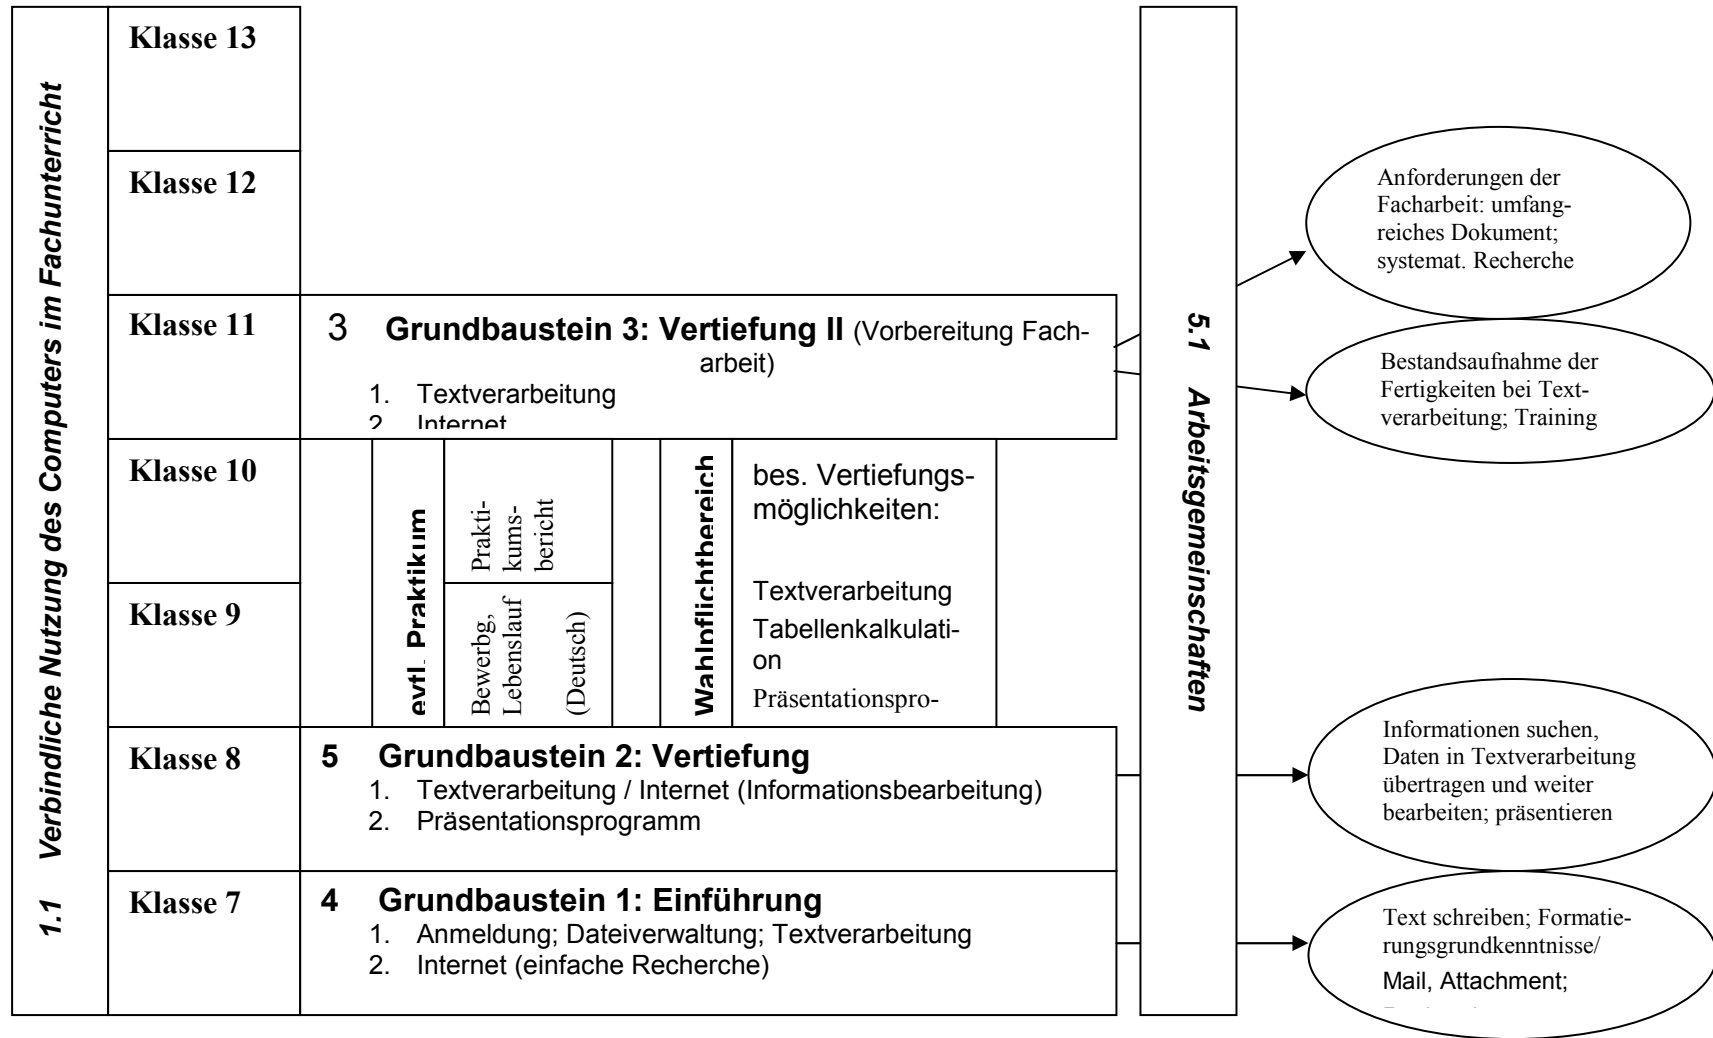 1.1 Verbindliche Nutzung des Computers im Fachunterricht
Klasse 13
Klasse 12
Klasse 11
3 Grundbaustein 3: Vertiefung II (Vorbereitung Fach-
arbeit)
1. Textverarbeitung
2. Internet
Klasse 10
Klasse 9
evtl. Praktikum
Prakti-
kums-
bericht
Bewerbg,
Lebenslauf
(Deutsch)
Wahlpflichtbereich
bes. Vertiefungs-
möglichkeiten:
Textverarbeitung
Tabellenkalkulati-
on
Präsentationspro-
Klasse 8
5 Grundbaustein 2: Vertiefung
1. Textverarbeitung / Internet (Informationsbearbeitung)
2. Präsentationsprogramm
Klasse 7
4 Grundbaustein 1: Einführung
1. Anmeldung; Dateiverwaltung; Textverarbeitung
2. Internet (einfache Recherche)
5.1 Arbeitsgemeinschaften
Anforderungen der
Facharbeit: umfang-
reiches Dokument;
systemat. Recherche
Bestandsaufnahme der
Fertigkeiten bei Text-
verarbeitung; Training
Informationen suchen,
Daten in Textverarbeitung
übertragen und weiter
bearbeiten; präsentieren
Text schreiben; Formatie-
rungsgrundkenntnisse/
Mail, Attachment;